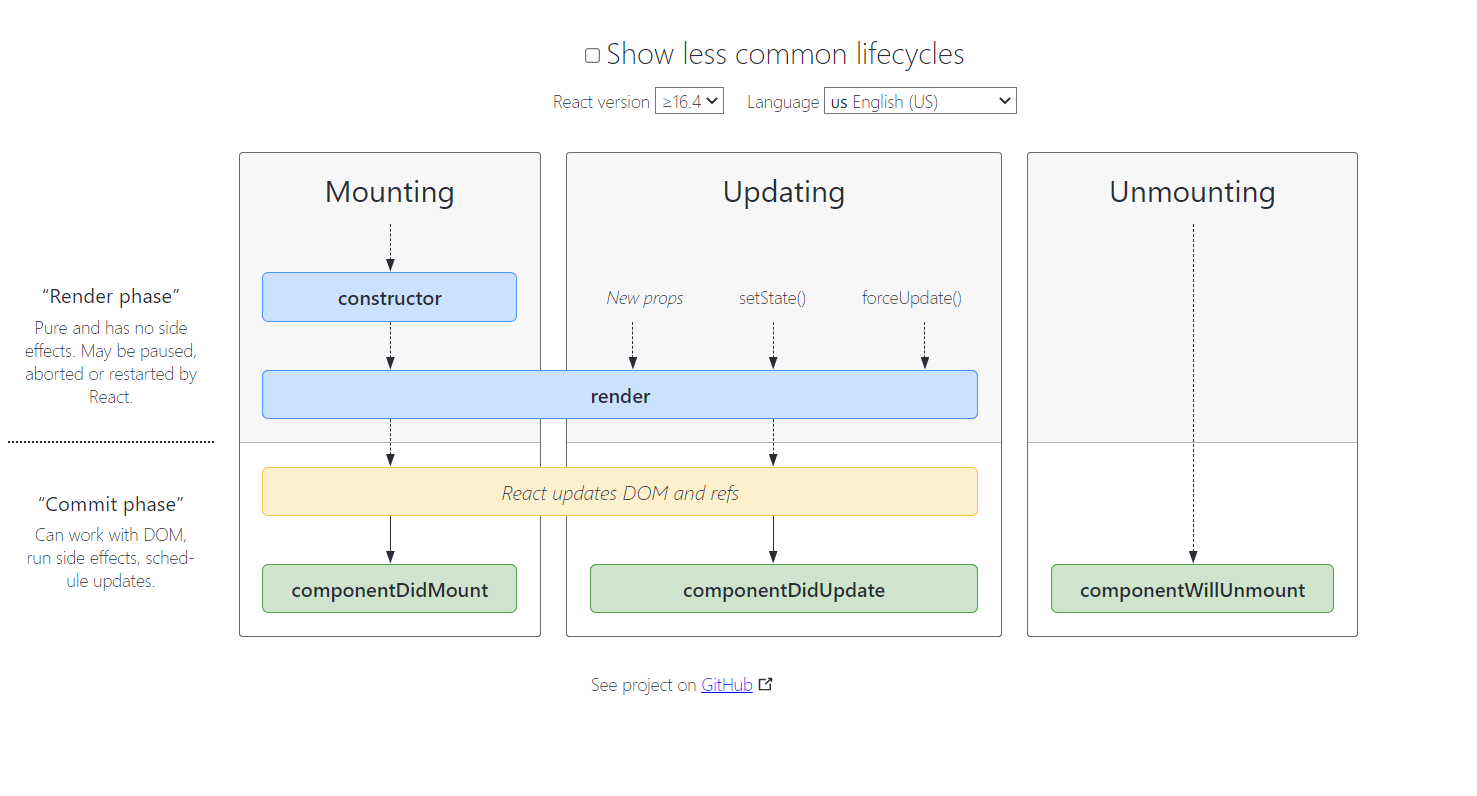 Show less common lifecycles
React version ≥16.4 Language us English (US)
Mounting
Updating
Unmounting
“Render phase”
Pure and has no side
effects. May be paused,
aborted or restarted by
React.
constructor
New props
setState()
forceUpdate()
render
“Commit phase”
Can work with DOM,
run side effects, sched-
ule updates.
React updates DOM and refs
componentDidMount
componentDidUpdate
componentWillUnmount
See project on GitHub